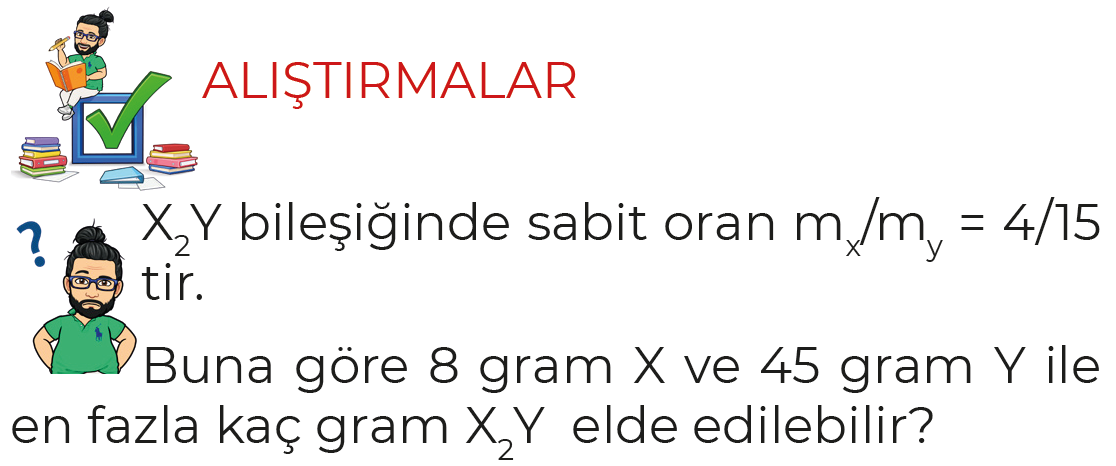 ALIŞTIRMALAR
?
X₂Y bileşiğinde sabit oran mₓ/m_y = 4/15
tir.
Buna göre 8 gram X ve 45 gram Y ile
en fazla kaç gram X₂Y elde edilebilir?